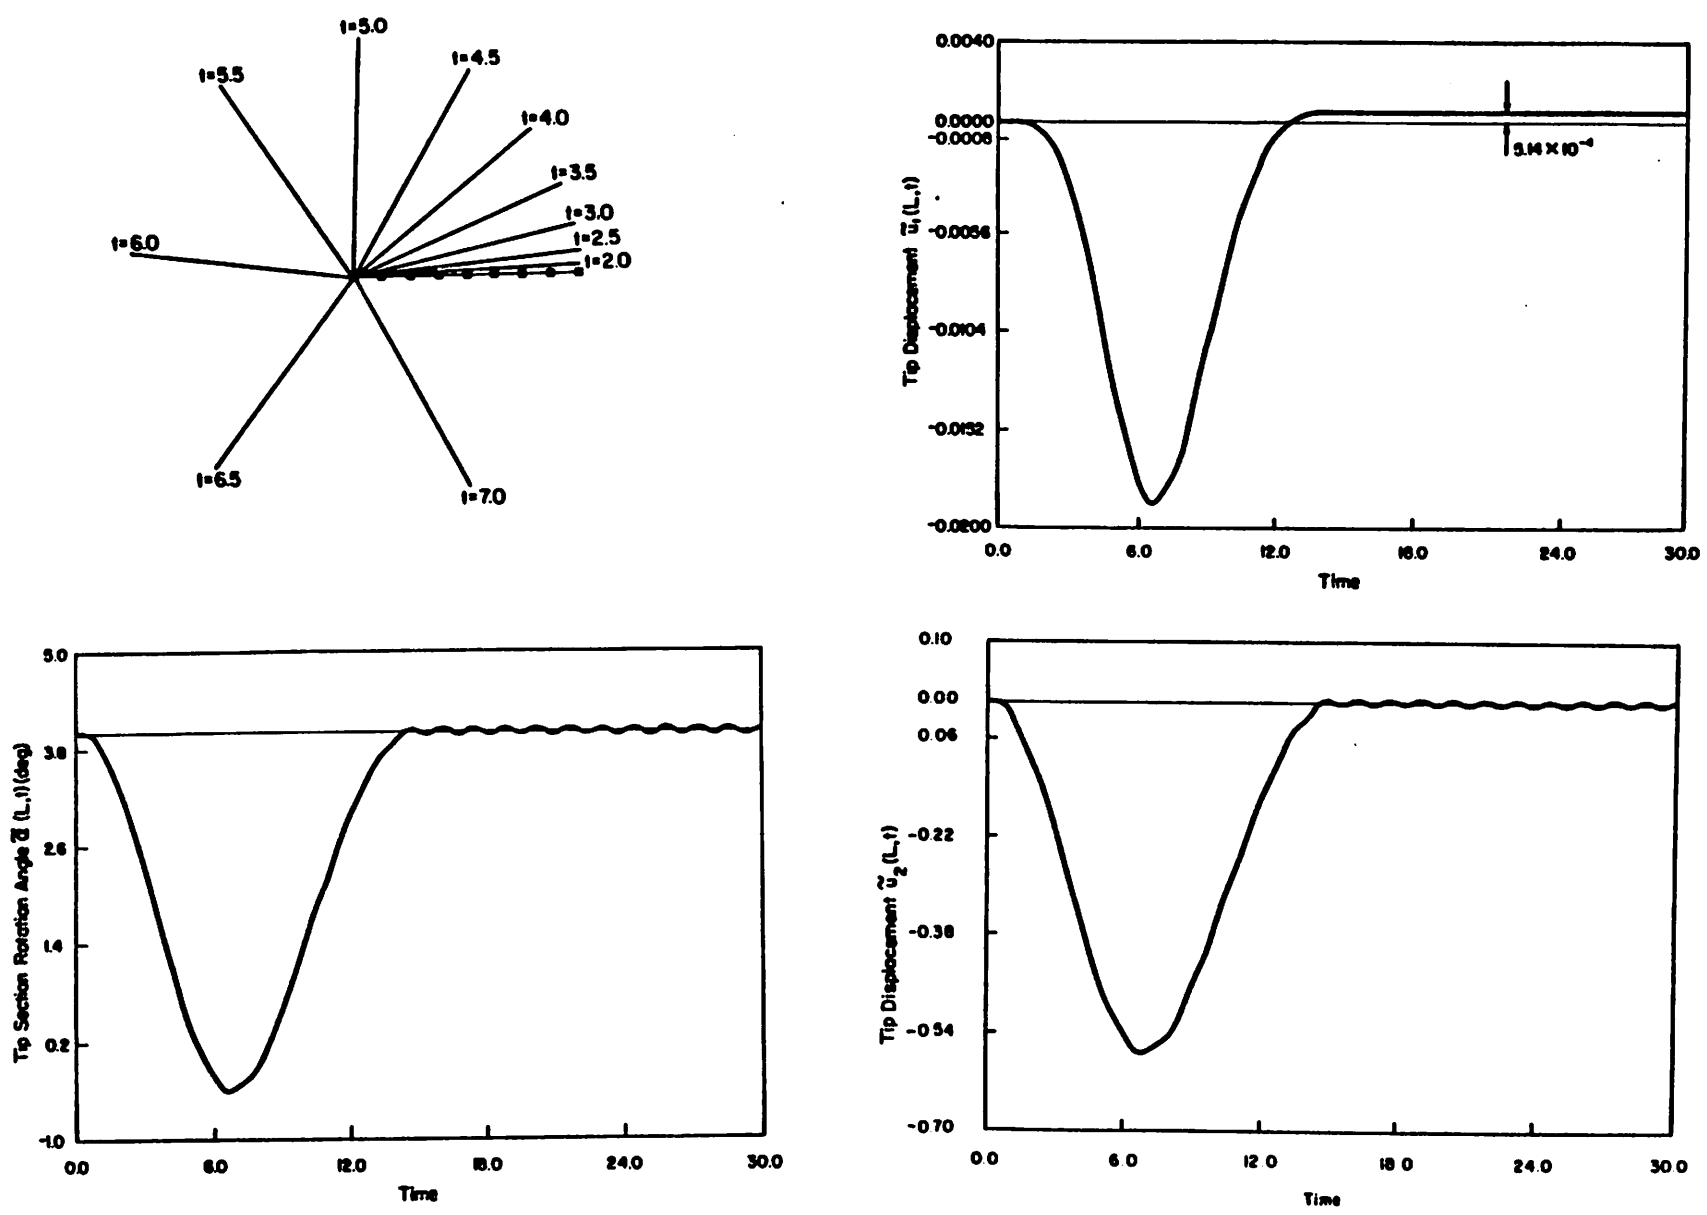 t=5.0
t=4.5
t=5.5
t=4.0
t=3.5
t=3.0
t=2.5
t=6.0
t=2.0
t=6.5
t=7.0
0.0040
0.0000
-0.0008
5.14×10⁻⁴
-0.0056
-0.0104
-0.0152
-0.0200
Tip Displacement ũ₁(L,t)
0.0 6.0 12.0 18.0 24.0 30.0
Time
5.0
3.8
2.6
1.4
0.2
-1.0
Tip Section Rotation Angle α̃ (L,t)(deg)
0.0 6.0 12.0 18.0 24.0 30.0
Time
0.10
0.00
0.06
-0.22
-0.38
-0.54
-0.70
Tip Displacement ũ₂(L,t)
0.0 6.0 12.0 18.0 24.0 30.0
Time